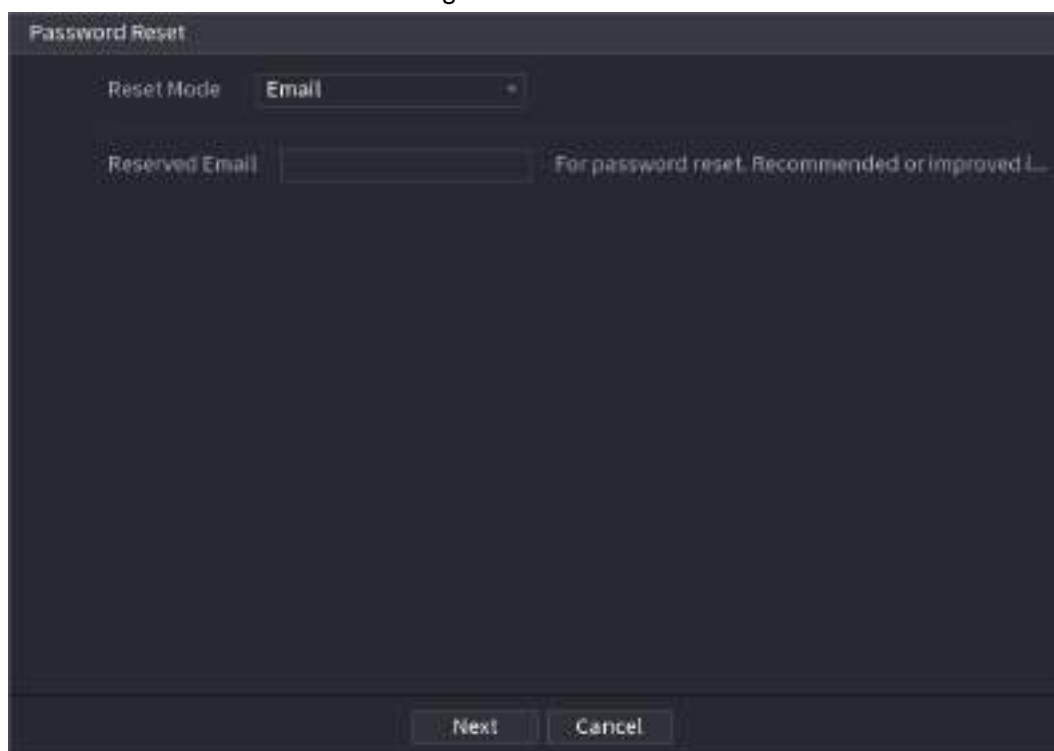 Password Reset
Reset Mode Email
Reserved Email For password reset. Recommended or improved i...
Next Cancel